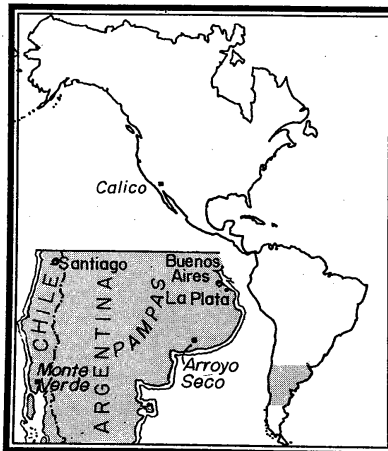 Calico
Santiago
Buenos
Aires
La Plata
CHILE
ARGENTINA
PAMPAS
Monte
Verde
Arroyo
Seco